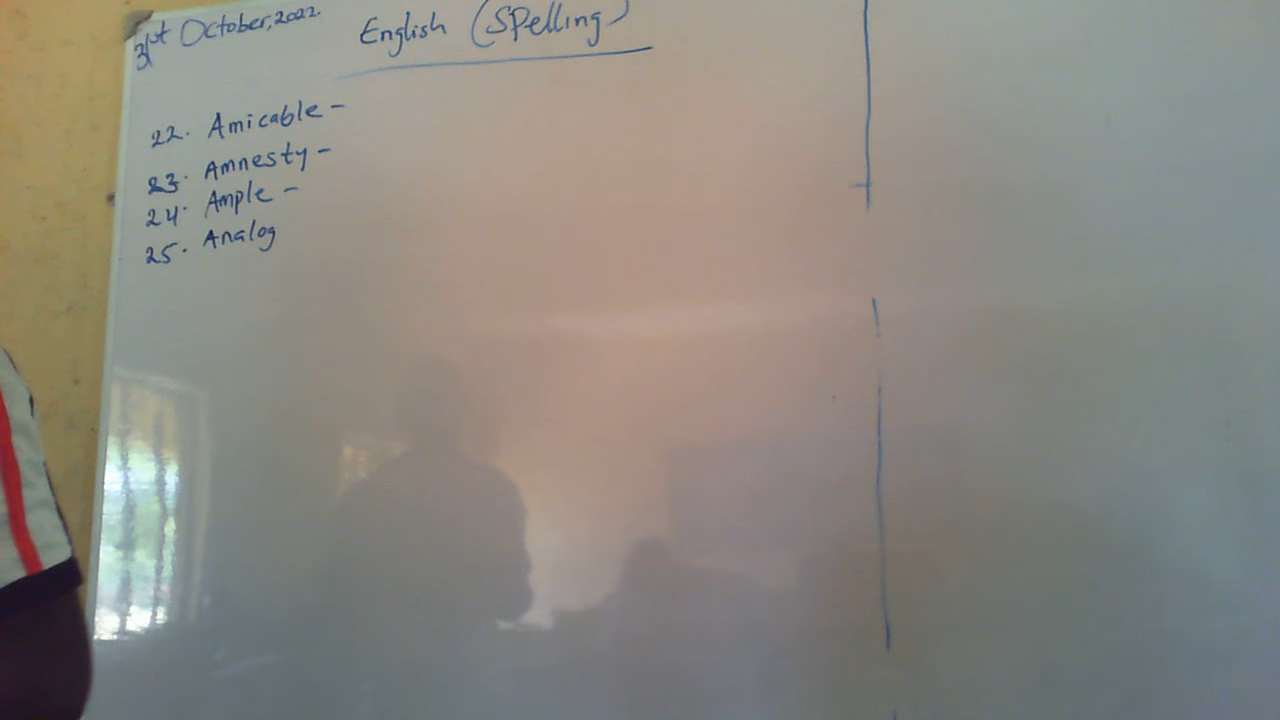 31st October, 2022.
English (Spelling)
22. Amicable -
23. Amnesty -
24. Ample -
25. Analog